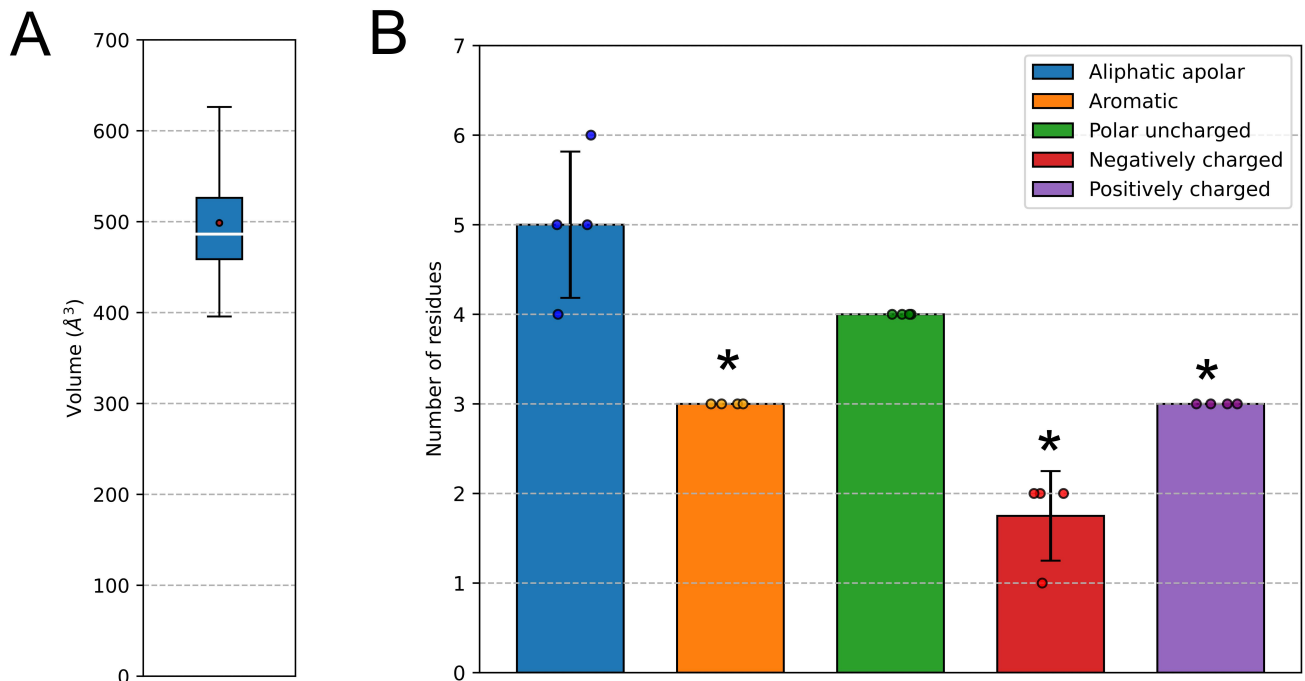 A
700
600
500
400
300
200
100
0
Volume (Å³)
B
7
6
5
4
3
2
1
0
Number of residues
Aliphatic apolar
Aromatic
Polar uncharged
Negatively charged
Positively charged
*
*
*